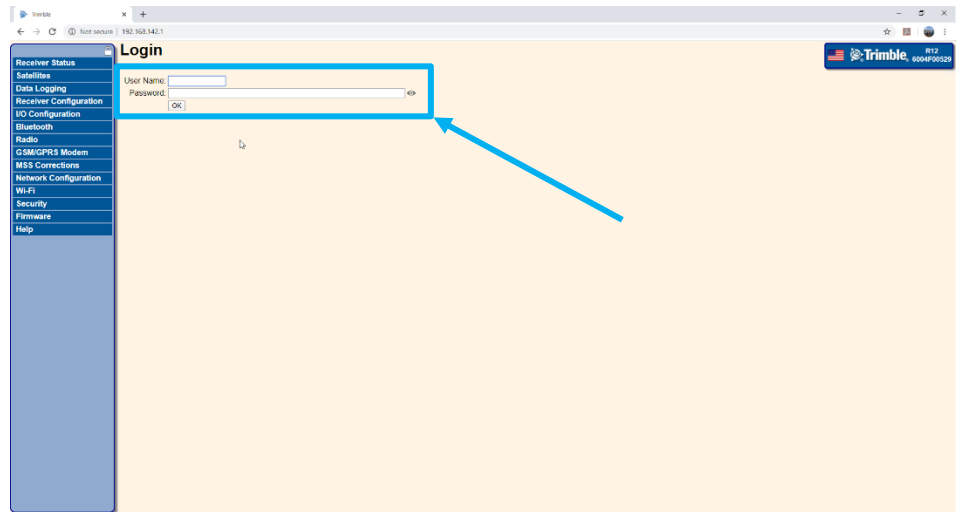 Trimble
Not secure | 192.168.142.1
Login
R12
Trimble. 6004F00529
Receiver Status
Satellites
Data Logging
Receiver Configuration
I/O Configuration
Bluetooth
Radio
GSM/GPRS Modem
MSS Corrections
Network Configuration
Wi-Fi
Security
Firmware
Help
User Name:
Password:
OK